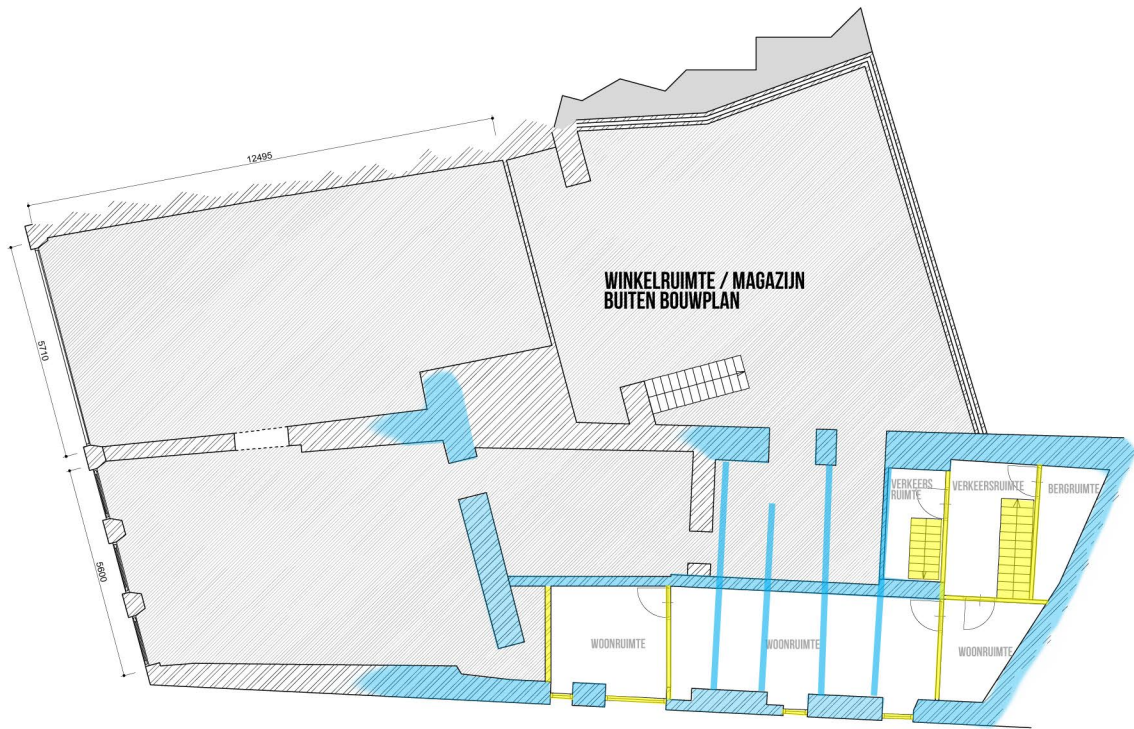 12495
5710
WINKELRUIMTE / MAGAZIJN
BUITEN BOUWPLAN
5600
VERKEERS
RUIMTE
VERKEERSRUIMTE
BERGRUIMTE
WOONRUIMTE
WOONRUIMTE
WOONRUIMTE